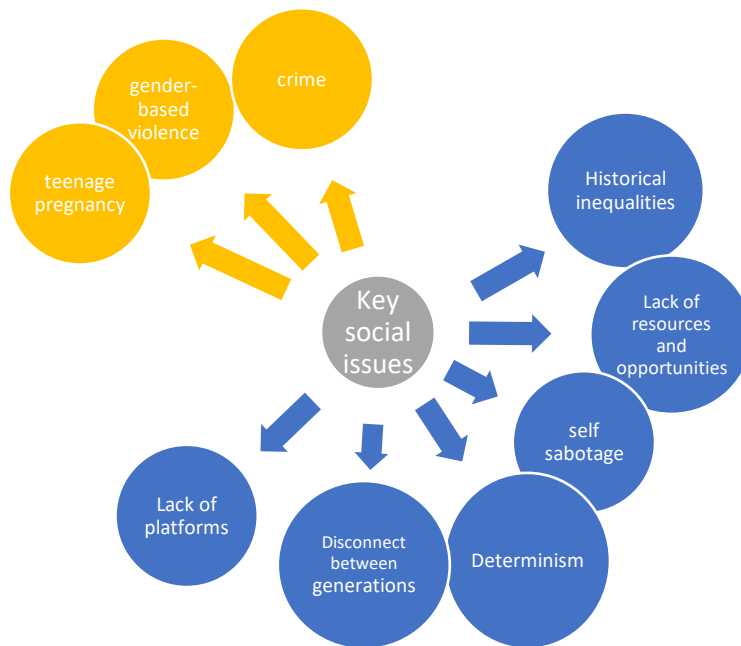 crime
gender-
based
violence
teenage
pregnancy
Historical
inequalities
Key
social
issues
Lack of
resources
and
opportunities
self
sabotage
Lack of
platforms
Disconnect
between
generations
Determinism